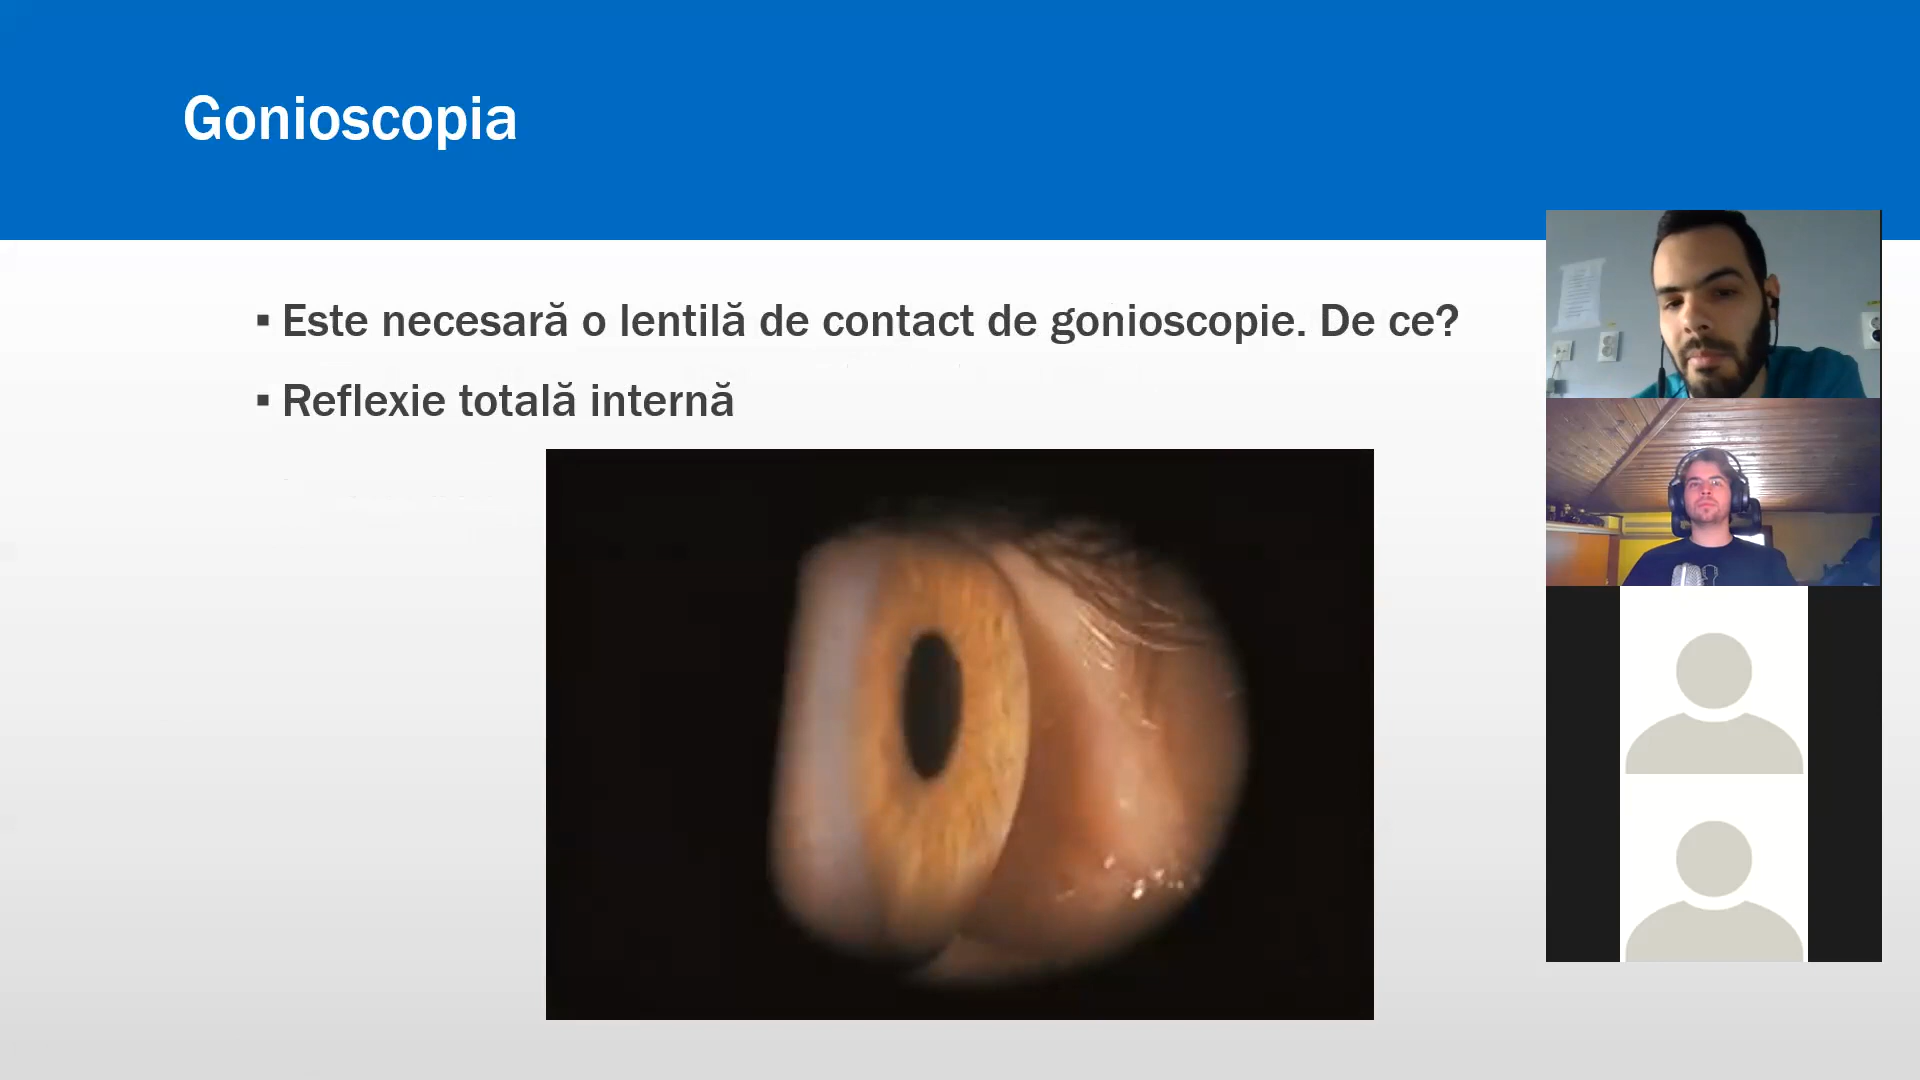 Gonioscopia
▪ Este necesară o lentilă de contact de gonioscopie. De ce?
▪ Reflexie totală internă